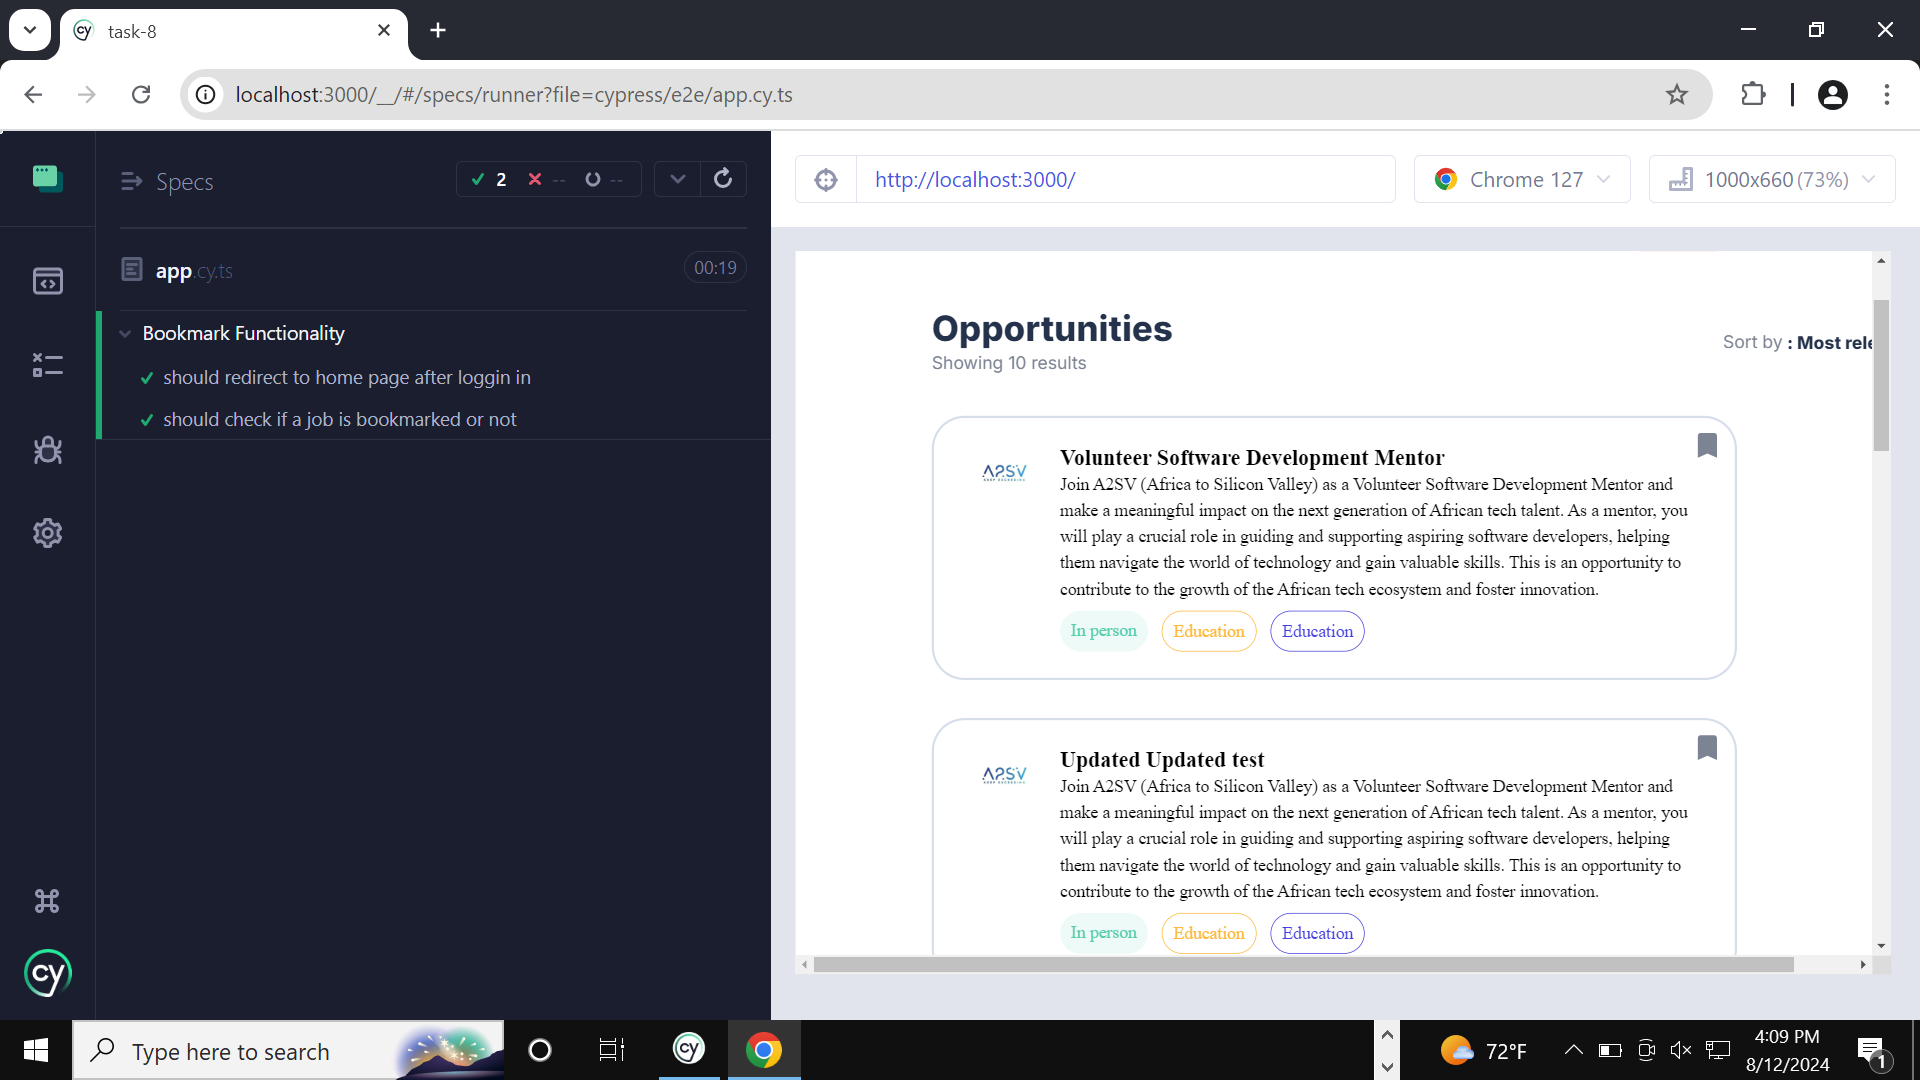 task-8
localhost:3000/__/#/specs/runner?file=cypress/e2e/app.cy.ts
Specs
2 -- --
app.cy.ts 00:19
Bookmark Functionality
should redirect to home page after loggin in
should check if a job is bookmarked or not
cy
http://localhost:3000/
Chrome 127
1000x660 (73%)
Opportunities
Showing 10 results
Sort by : Most rele
A2SV
Volunteer Software Development Mentor
Join A2SV (Africa to Silicon Valley) as a Volunteer Software Development Mentor and
make a meaningful impact on the next generation of African tech talent. As a mentor, you
will play a crucial role in guiding and supporting aspiring software developers, helping
them navigate the world of technology and gain valuable skills. This is an opportunity to
contribute to the growth of the African tech ecosystem and foster innovation.
In person Education Education
A2SV
Updated Updated test
Join A2SV (Africa to Silicon Valley) as a Volunteer Software Development Mentor and
make a meaningful impact on the next generation of African tech talent. As a mentor, you
will play a crucial role in guiding and supporting aspiring software developers, helping
them navigate the world of technology and gain valuable skills. This is an opportunity to
contribute to the growth of the African tech ecosystem and foster innovation.
In person Education Education
Type here to search
cy
72°F
4:09 PM
8/12/2024
1